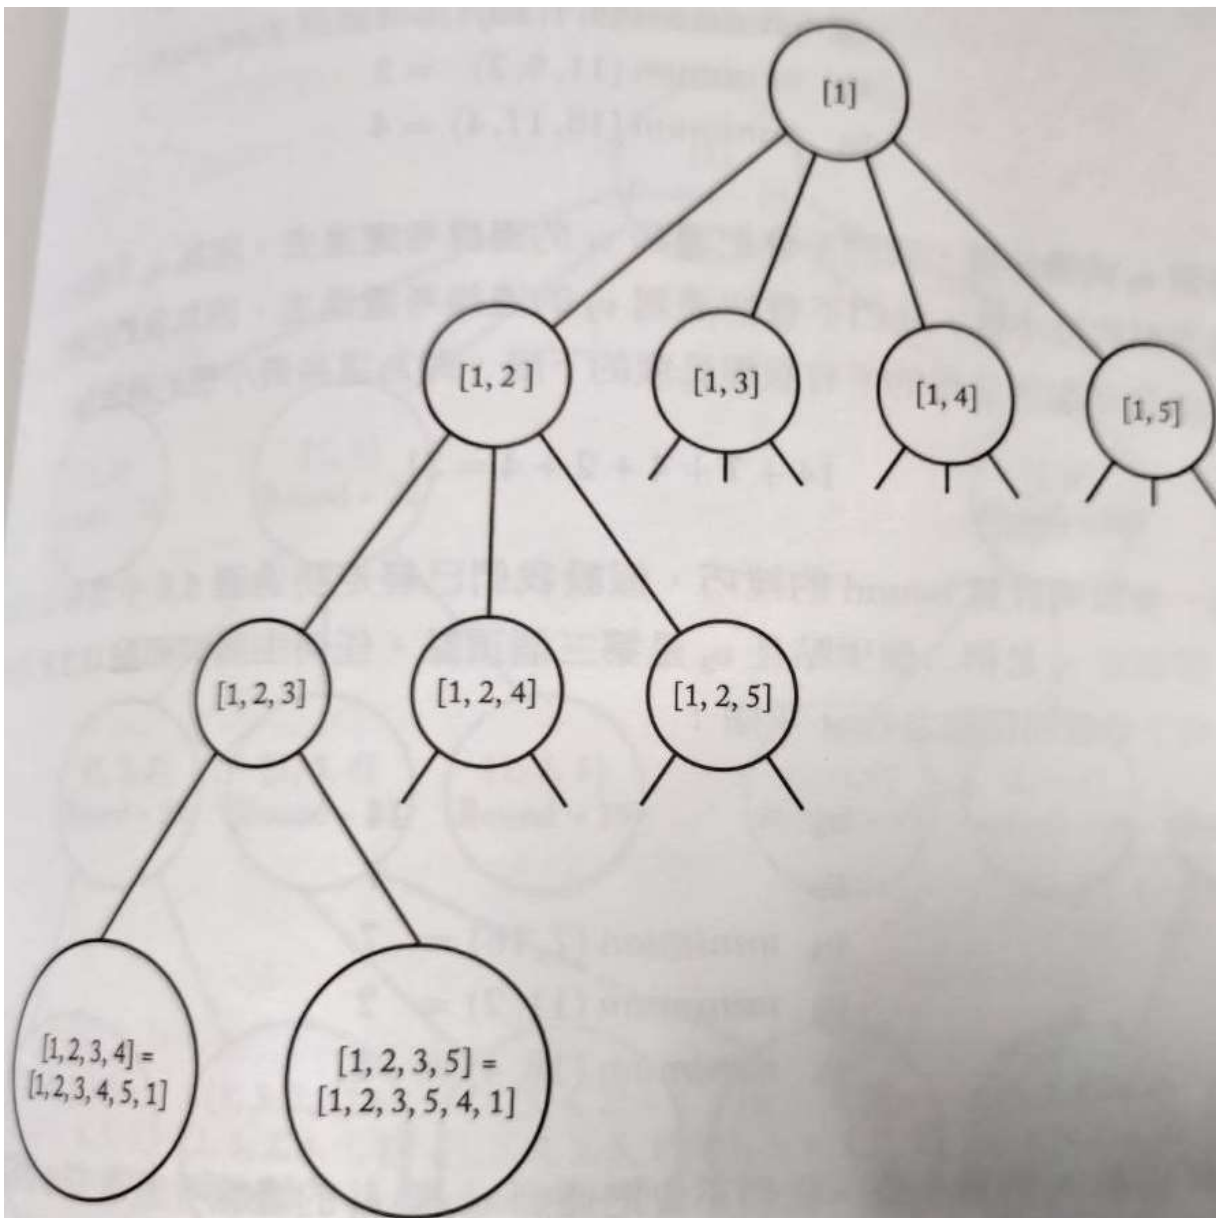 [1]
[1, 2 ]
[1, 3]
[1, 4]
[1, 5]
[1, 2, 3]
[1, 2, 4]
[1, 2, 5]
[1, 2, 3, 4] =
[1, 2, 3, 4, 5, 1]
[1, 2, 3, 5] =
[1, 2, 3, 5, 4, 1]